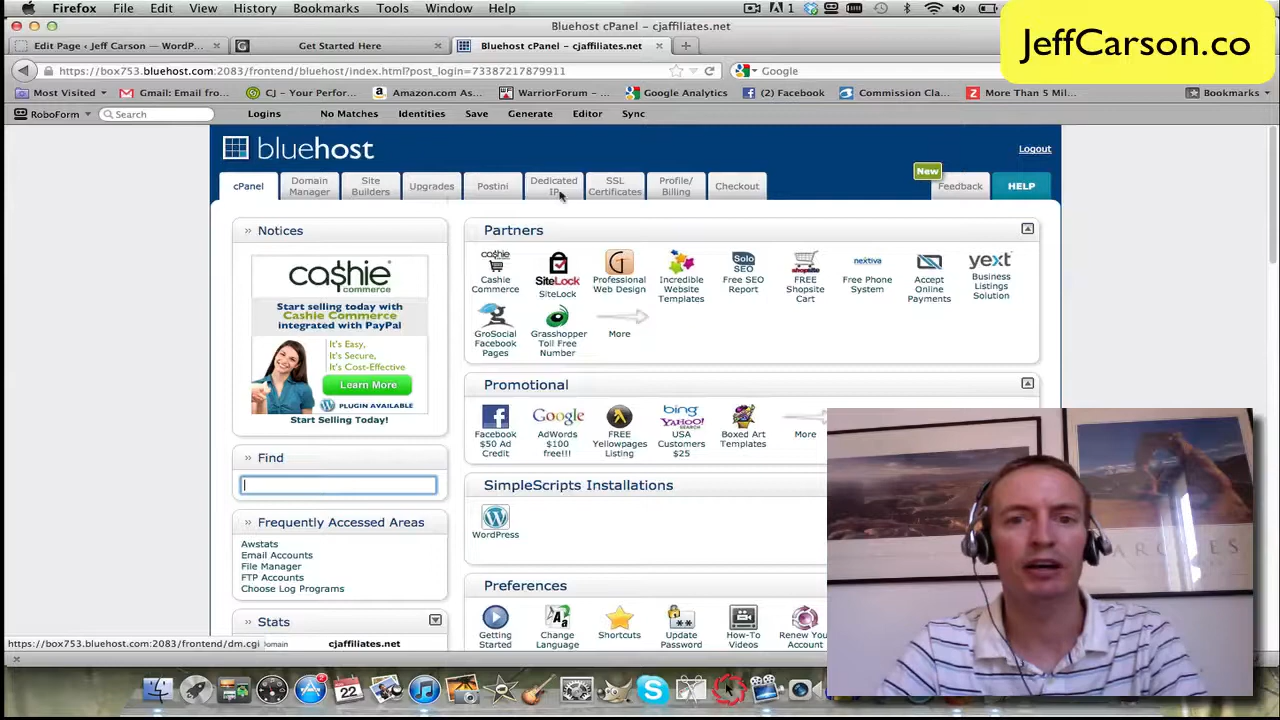 Firefox File Edit View History Bookmarks Tools Window Help
1
JeffCarson.co
Bluehost cPanel – cjaffiliates.net
Edit Page ‹ Jeff Carson — WordP...
Get Started Here
Bluehost cPanel – cjaffiliates.net
https://box753.bluehost.com:2083/frontend/bluehost/index.html?post_login=73387217879911
Google
Most Visited
Gmail: Email fro...
CJ – Your Perfor...
Amazon.com As...
WarriorForum – ...
Google Analytics
(2) Facebook
Commission Cla...
More Than 5 Mil...
Bookmarks
RoboForm
Search
Logins
No Matches
Identities
Save
Generate
Editor
Sync
bluehost
Logout
New
cPanel
Domain
Manager
Site
Builders
Upgrades
Postini
Dedicated
IP
SSL
Certificates
Profile/
Billing
Checkout
Feedback
HELP
Notices
ca$hie
commerce
Start selling today with
Cashie Commerce
integrated with PayPal
It's Easy,
It's Secure,
It's Cost-Effective
Learn More
PLUGIN AVAILABLE
Start Selling Today!
Find
Frequently Accessed Areas
Awstats
Email Accounts
File Manager
FTP Accounts
Choose Log Programs
Stats
https://box753.bluehost.com:2083/frontend/dm.cgi
domain
cjaffiliates.net
Partners
Cashie
Commerce
SiteLock
SiteLock
Professional
Web Design
Incredible
Website
Templates
Solo
SEO
Free SEO
Report
FREE
Shopsite
Cart
nextiva
Free Phone
System
Accept
Online
Payments
yext
Business
Listings
Solution
GroSocial
Facebook
Pages
Grasshopper
Toll Free
Number
More
Promotional
Facebook
$50 Ad
Credit
Google
AdWords
$100
free!!!
FREE
Yellowpages
Listing
bing
YAHOO!
USA
Customers
$25
Boxed Art
Templates
More
SimpleScripts Installations
WordPress
Preferences
Getting
Started
Change
Language
Shortcuts
Update
Password
How-To
Videos
Renew You
Account
22